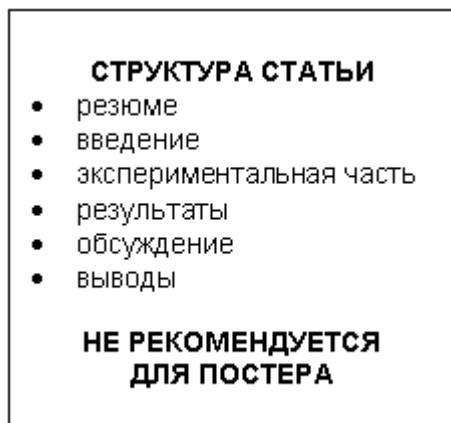 СТРУКТУРА СТАТЬИ
• резюме
• введение
• экспериментальная часть
• результаты
• обсуждение
• выводы
НЕ РЕКОМЕНДУЕТСЯ
ДЛЯ ПОСТЕРА